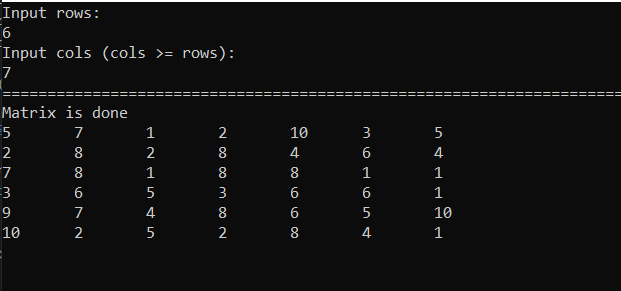 Input rows:
6
Input cols (cols >= rows):
7
=====================================================================
Matrix is done
5 7 1 2 10 3 5
2 8 2 8 4 6 4
7 8 1 8 8 1 1
3 6 5 3 6 6 1
9 7 4 8 6 5 10
10 2 5 2 8 4 1